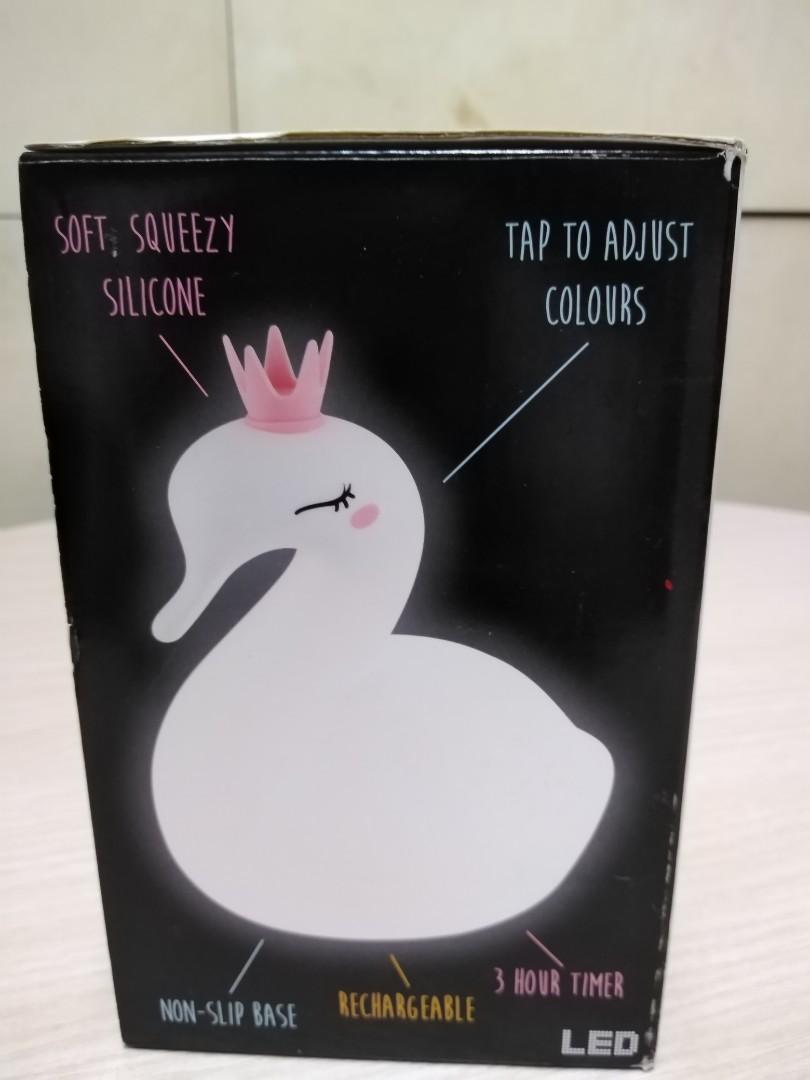 SOFT SQUEEZY
SILICONE
TAP TO ADJUST
COLOURS
NON-SLIP BASE
RECHARGEABLE
3 HOUR TIMER
LED